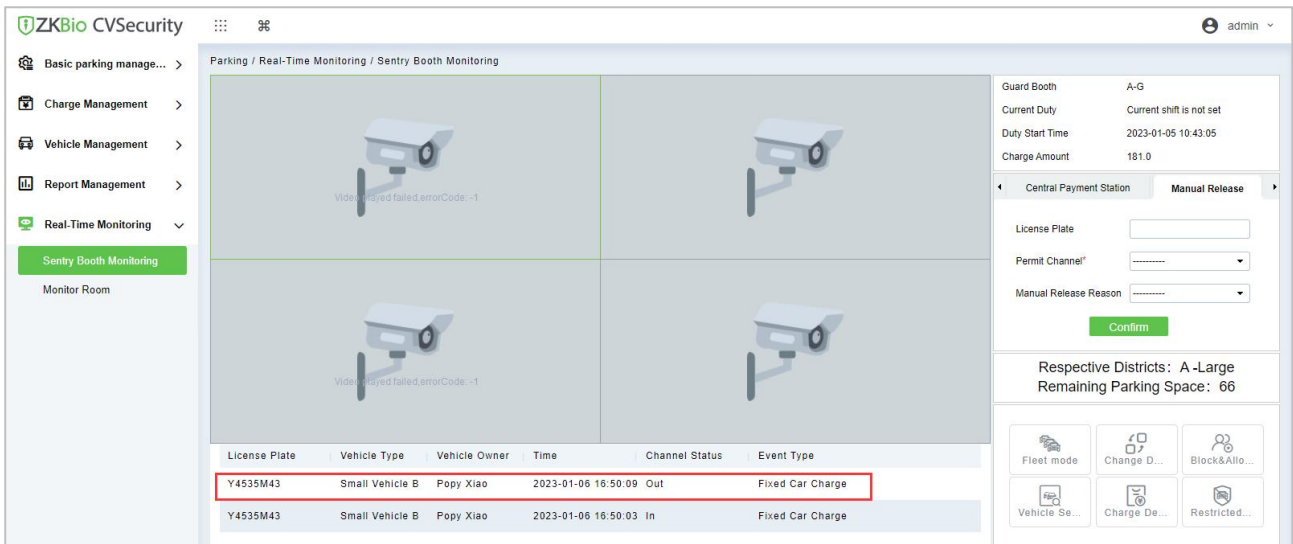 ZKBio CVSecurity
admin
Basic parking manage...
Charge Management
Vehicle Management
Report Management
Real-Time Monitoring
Sentry Booth Monitoring
Monitor Room
Parking / Real-Time Monitoring / Sentry Booth Monitoring
Video played failed,errorCode: -1
Video played failed,errorCode: -1
License Plate Vehicle Type Vehicle Owner Time Channel Status Event Type
Y4535M43 Small Vehicle B Popy Xiao 2023-01-06 16:50:09 Out Fixed Car Charge
Y4535M43 Small Vehicle B Popy Xiao 2023-01-06 16:50:03 In Fixed Car Charge
Guard Booth A-G
Current Duty Current shift is not set
Duty Start Time 2023-01-05 10:43:05
Charge Amount 181.0
Central Payment Station Manual Release
License Plate
Permit Channel* ----------
Manual Release Reason ----------
Confirm
Respective Districts: A-Large
Remaining Parking Space: 66
Fleet mode Change D... Block&Allo...
Vehicle Se... Charge De... Restricted...